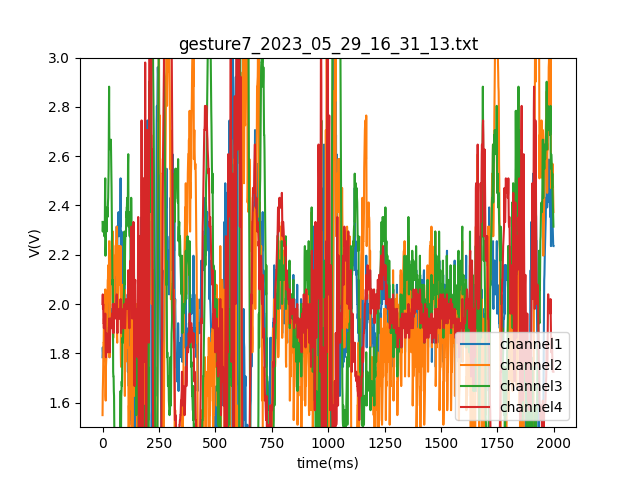 gesture7_2023_05_29_16_31_13.txt
3.0
2.8
2.6
2.4
2.2
2.0
1.8
1.6
V(V)
channel1
channel2
channel3
channel4
0 250 500 750 1000 1250 1500 1750 2000
time(ms)